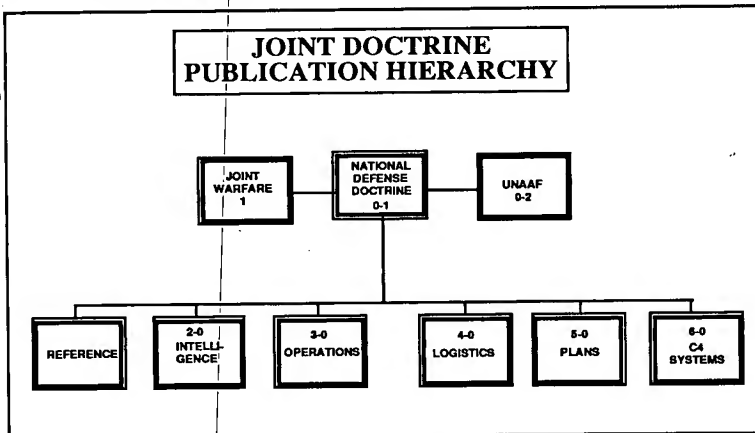 JOINT DOCTRINE
PUBLICATION HIERARCHY
JOINT
WARFARE
1
NATIONAL
DEFENSE
DOCTRINE
0-1
UNAAF
0-2
REFERENCE
2-0
INTELLI-
GENCE
3-0
OPERATIONS
4-0
LOGISTICS
5-0
PLANS
6-0
C4
SYSTEMS